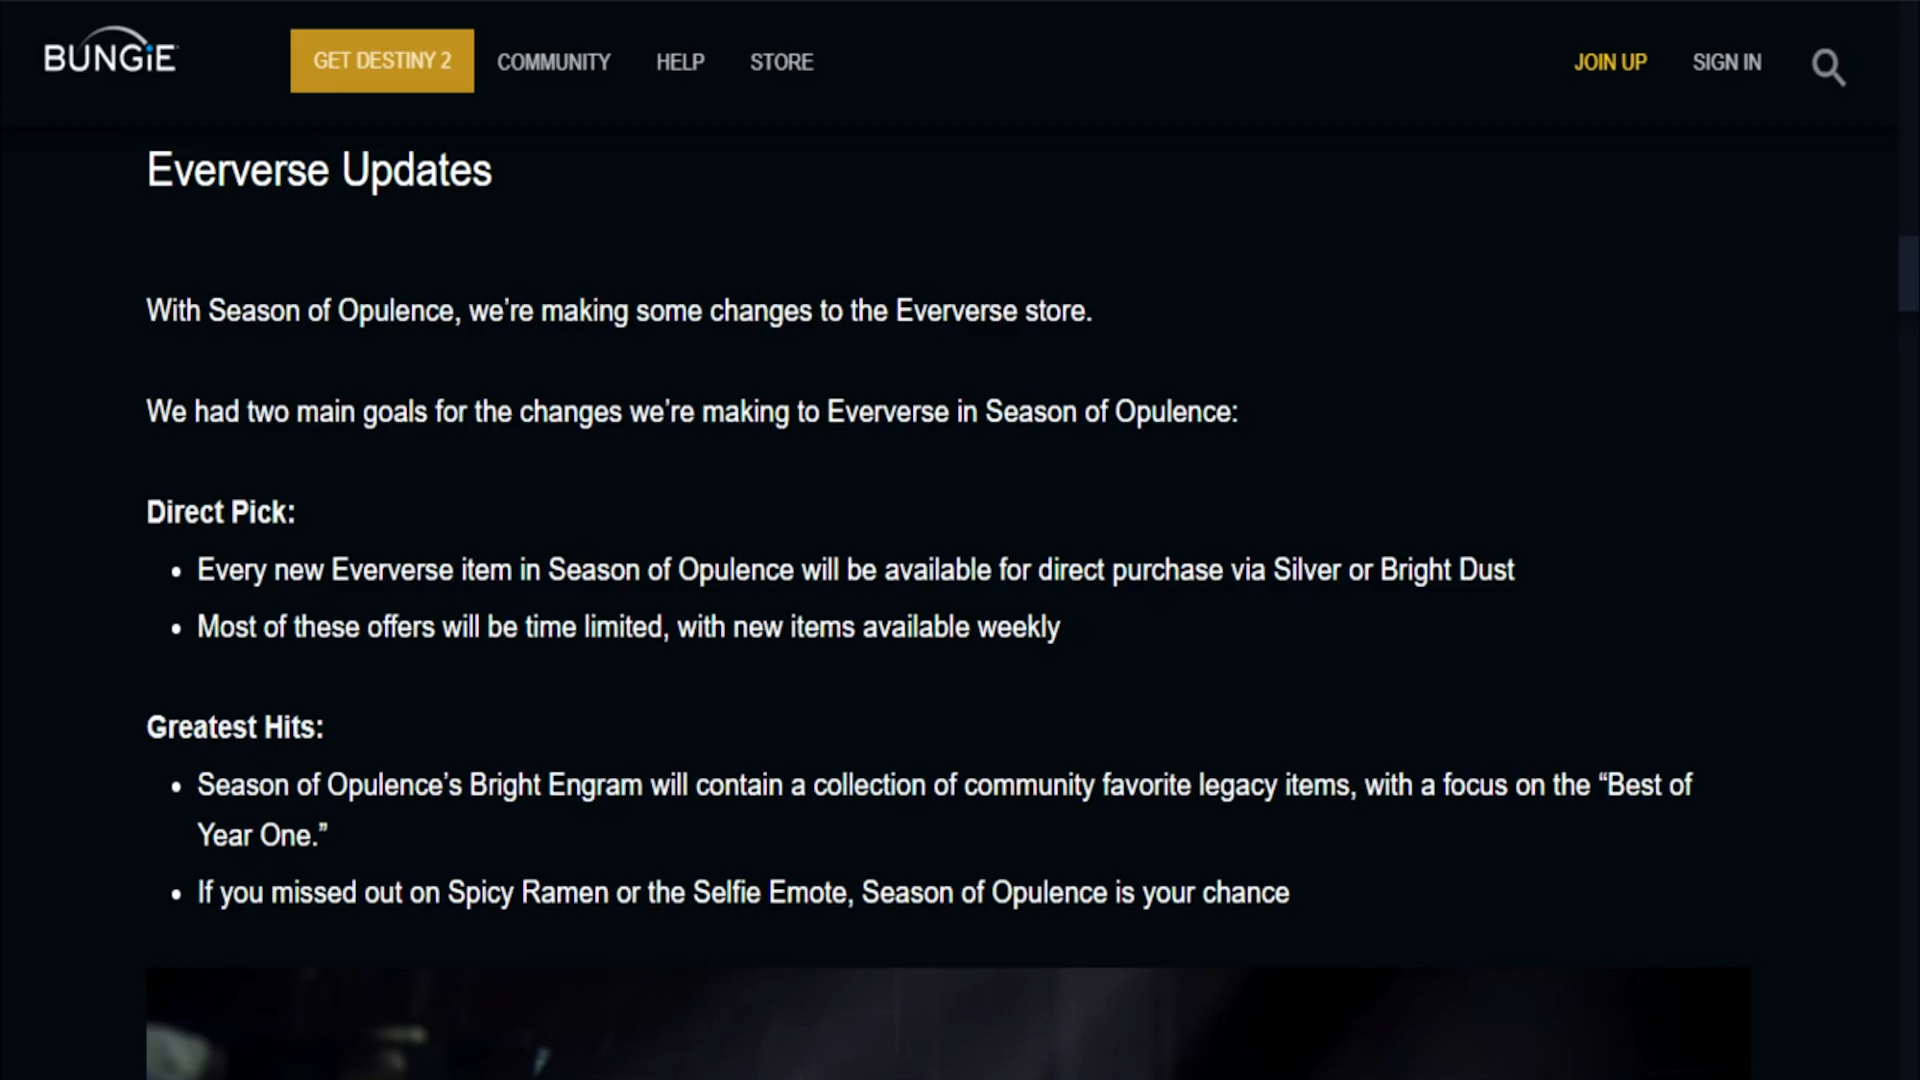 BUNGiE
GET DESTINY 2
COMMUNITY
HELP
STORE
JOIN UP
SIGN IN
Eververse Updates
With Season of Opulence, we’re making some changes to the Eververse store.
We had two main goals for the changes we’re making to Eververse in Season of Opulence:
Direct Pick:
• Every new Eververse item in Season of Opulence will be available for direct purchase via Silver or Bright Dust
• Most of these offers will be time limited, with new items available weekly
Greatest Hits:
• Season of Opulence’s Bright Engram will contain a collection of community favorite legacy items, with a focus on the “Best of
Year One.”
• If you missed out on Spicy Ramen or the Selfie Emote, Season of Opulence is your chance